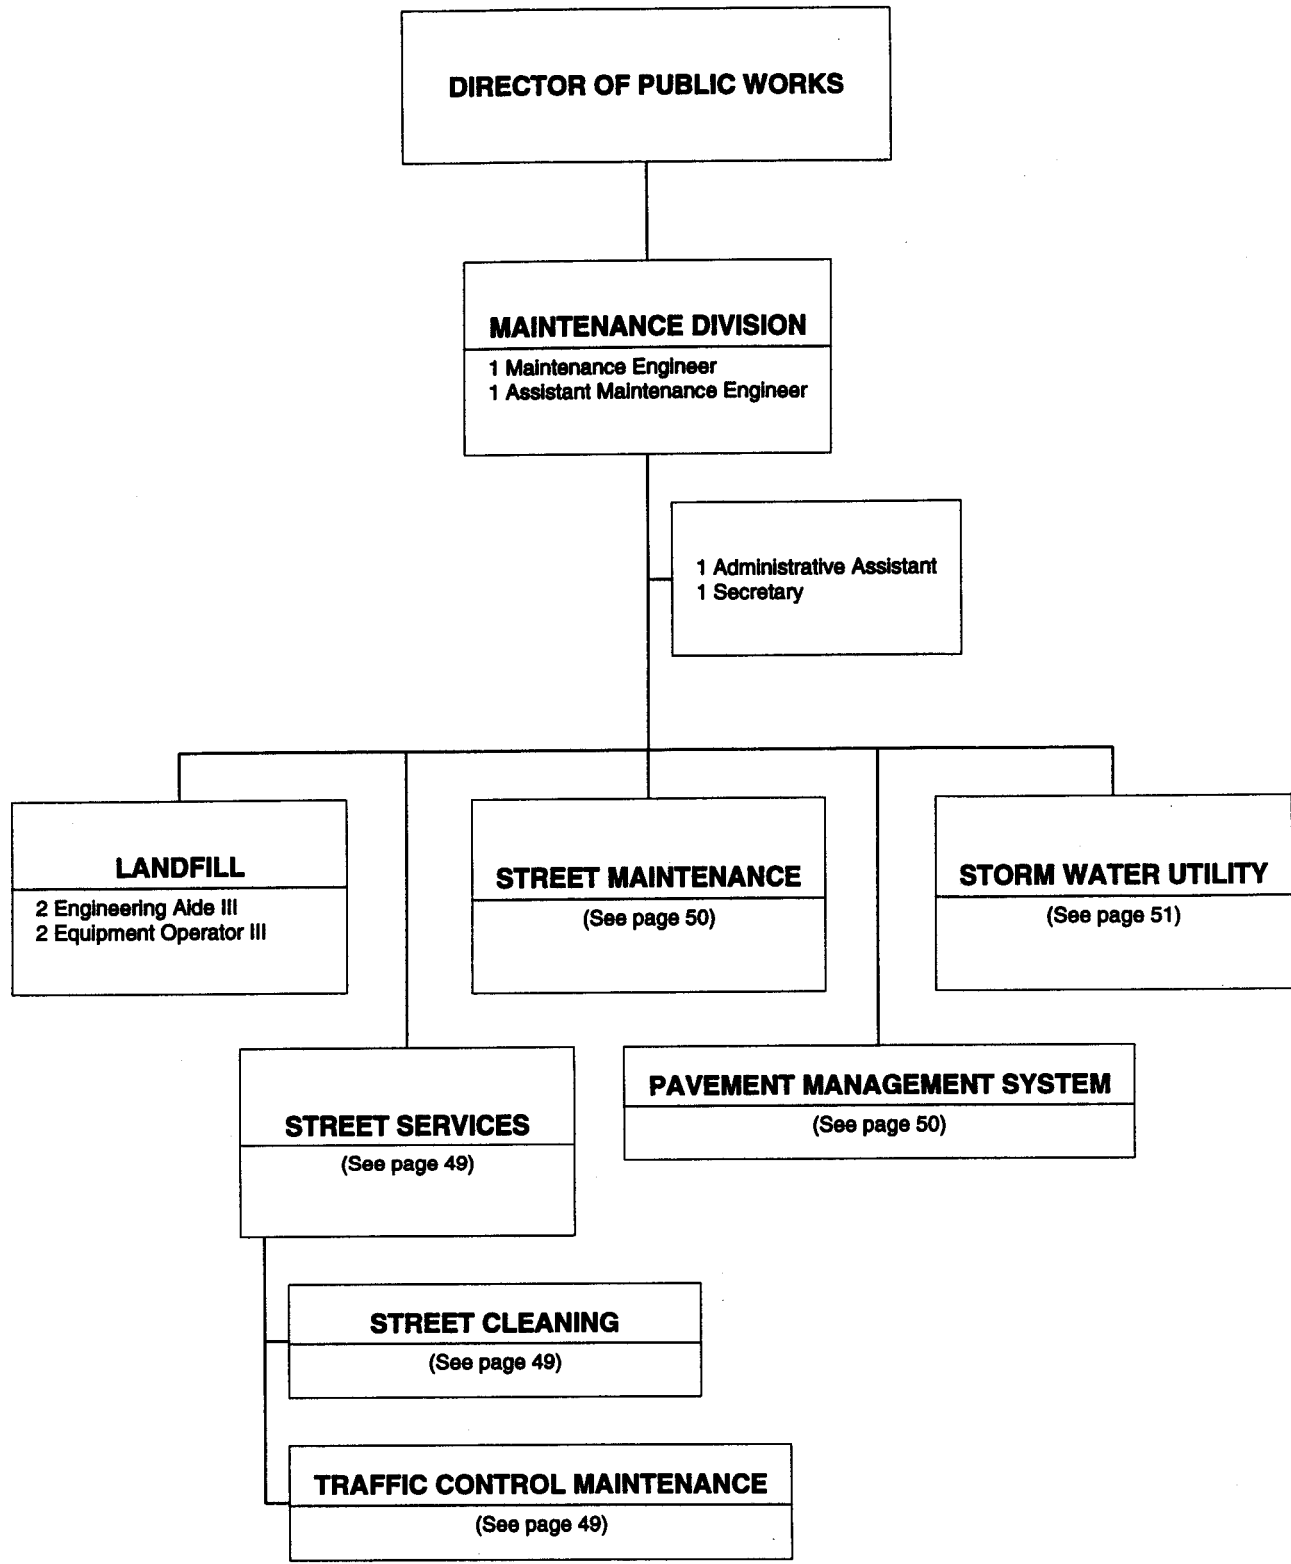 DIRECTOR OF PUBLIC WORKS
MAINTENANCE DIVISION
1 Maintenance Engineer
1 Assistant Maintenance Engineer
1 Administrative Assistant
1 Secretary
LANDFILL
2 Engineering Aide III
2 Equipment Operator III
STREET MAINTENANCE
(See page 50)
STORM WATER UTILITY
(See page 51)
STREET SERVICES
(See page 49)
PAVEMENT MANAGEMENT SYSTEM
(See page 50)
STREET CLEANING
(See page 49)
TRAFFIC CONTROL MAINTENANCE
(See page 49)